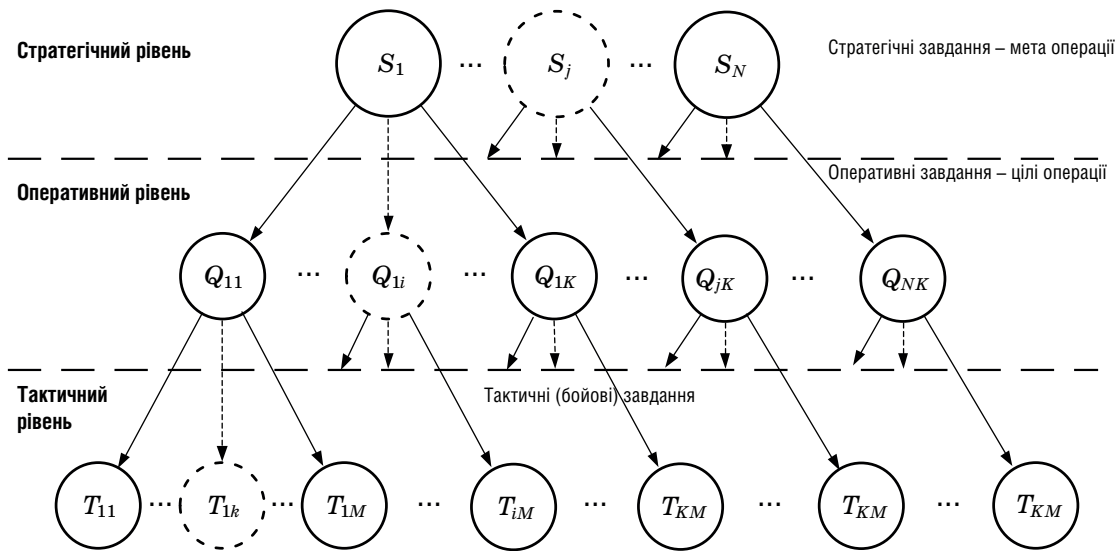 Стратегічний рівень
S1 ... Sj ... SN
Стратегічні завдання – мета операції
Оперативний рівень
Оперативні завдання – цілі операції
Q11 ... Q1i ... Q1K ... QjK ... QNK
Тактичний
рівень
Тактичні (бойові) завдання
T11 ... T1k ... T1M ... TiM ... TKM ... TKM ... TKM